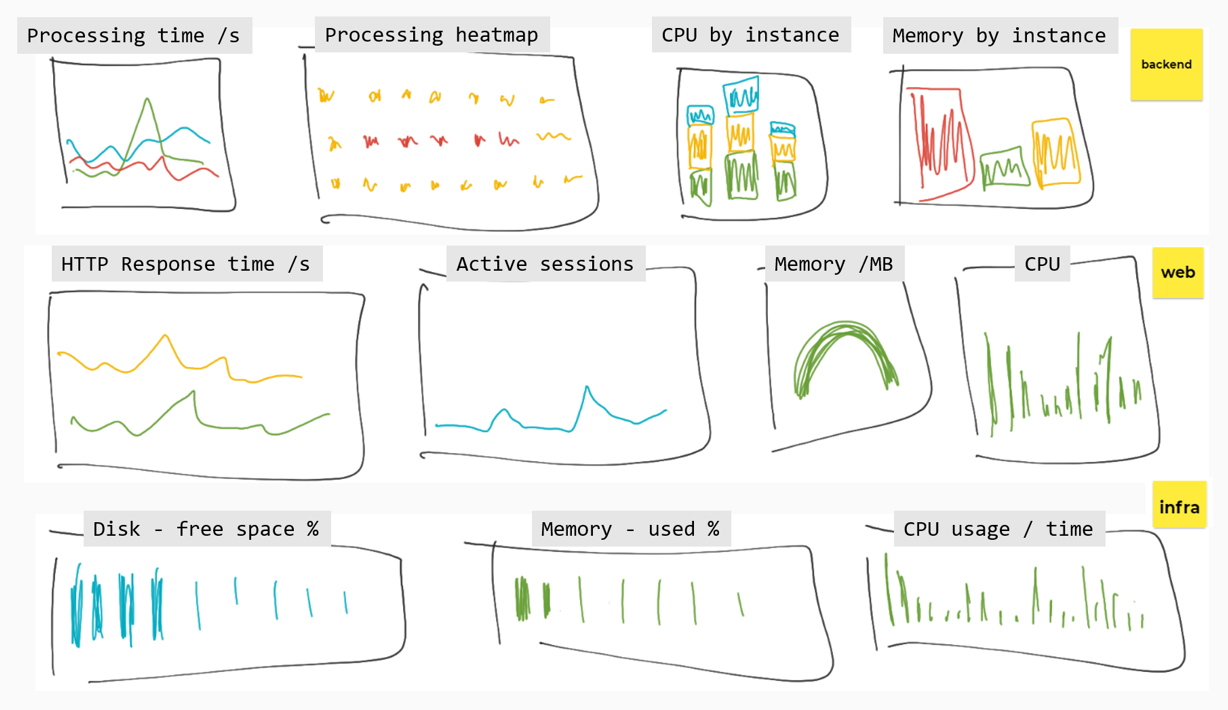 Processing time /s
Processing heatmap
CPU by instance
Memory by instance
backend
HTTP Response time /s
Active sessions
Memory /MB
CPU
web
Disk - free space %
Memory - used %
CPU usage / time
infra